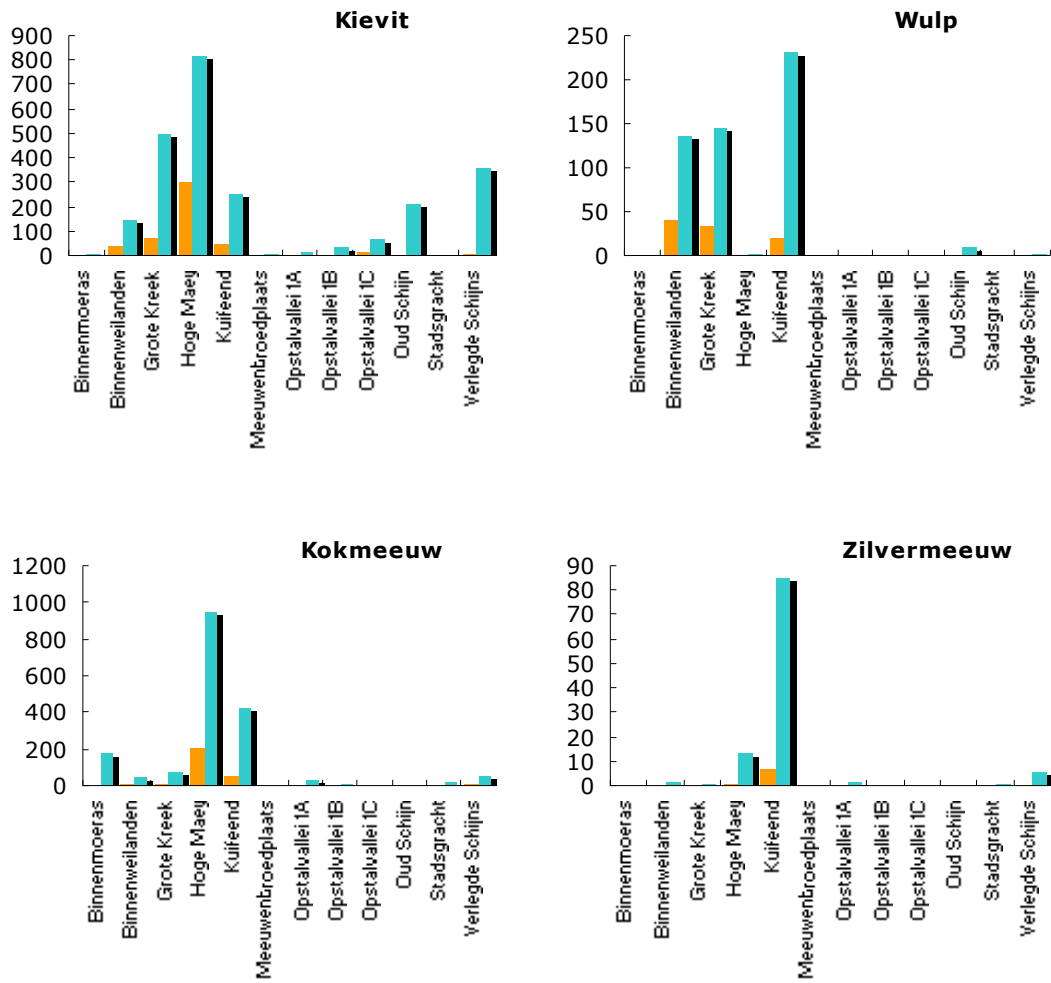 Kievit
900
800
700
600
500
400
300
200
100
0
Binnenmoeras
Binnenweilanden
Grote Kreek
Hoge Maey
Kuifeend
Meeuwenbroedplaats
Opstalvallei 1A
Opstalvallei 1B
Opstalvallei 1C
Oud Schijn
Stadsgracht
Verlegde Schijns
Wulp
250
200
150
100
50
0
Binnenmoeras
Binnenweilanden
Grote Kreek
Hoge Maey
Kuifeend
Meeuwenbroedplaats
Opstalvallei 1A
Opstalvallei 1B
Opstalvallei 1C
Oud Schijn
Stadsgracht
Verlegde Schijns
Kokmeeuw
1200
1000
800
600
400
200
0
Binnenmoeras
Binnenweilanden
Grote Kreek
Hoge Maey
Kuifeend
Meeuwenbroedplaats
Opstalvallei 1A
Opstalvallei 1B
Opstalvallei 1C
Oud Schijn
Stadsgracht
Verlegde Schijns
Zilvermeeuw
90
80
70
60
50
40
30
20
10
0
Binnenmoeras
Binnenweilanden
Grote Kreek
Hoge Maey
Kuifeend
Meeuwenbroedplaats
Opstalvallei 1A
Opstalvallei 1B
Opstalvallei 1C
Oud Schijn
Stadsgracht
Verlegde Schijns